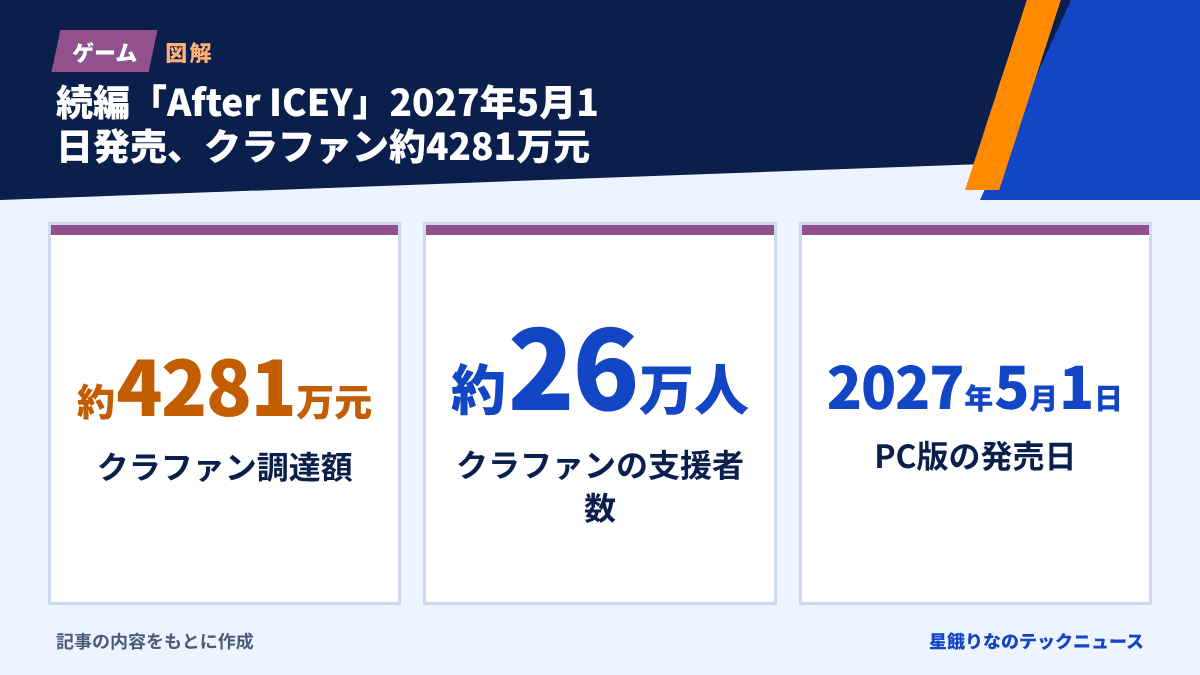 ゲーム 図解
続編「After ICEY」2027年5月1
日発売、クラファン約4281万元
約4281万元
クラファン調達額
約26万人
クラファンの支援者
数
2027年5月1日
PC版の発売日
記事の内容をもとに作成
星餓りなのテックニュース